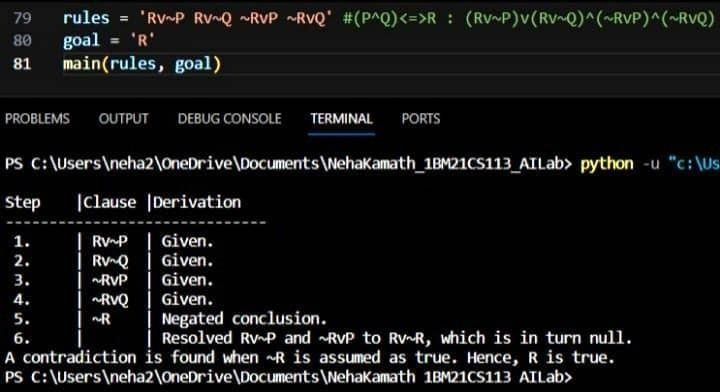 79 rules = 'Rv~P Rv~Q ~RvP ~RvQ' #(P^Q)<=>R : (Rv~P)v(Rv~Q)^(~RvP)^(~RvQ)
80 goal = 'R'
81 main(rules, goal)
PROBLEMS OUTPUT DEBUG CONSOLE TERMINAL PORTS
PS C:\Users\neha2\OneDrive\Documents\NehaKamath_1BM21CS113_AILab> python -u "c:\Us
Step |Clause |Derivation
------------------------------
1. | Rv~P | Given.
2. | Rv~Q | Given.
3. | ~RvP | Given.
4. | ~RvQ | Given.
5. | ~R | Negated conclusion.
6. | | Resolved Rv~P and ~RvP to Rv~R, which is in turn null.
A contradiction is found when ~R is assumed as true. Hence, R is true.
PS C:\Users\neha2\OneDrive\Documents\NehaKamath 1BM21CS113 AILab>